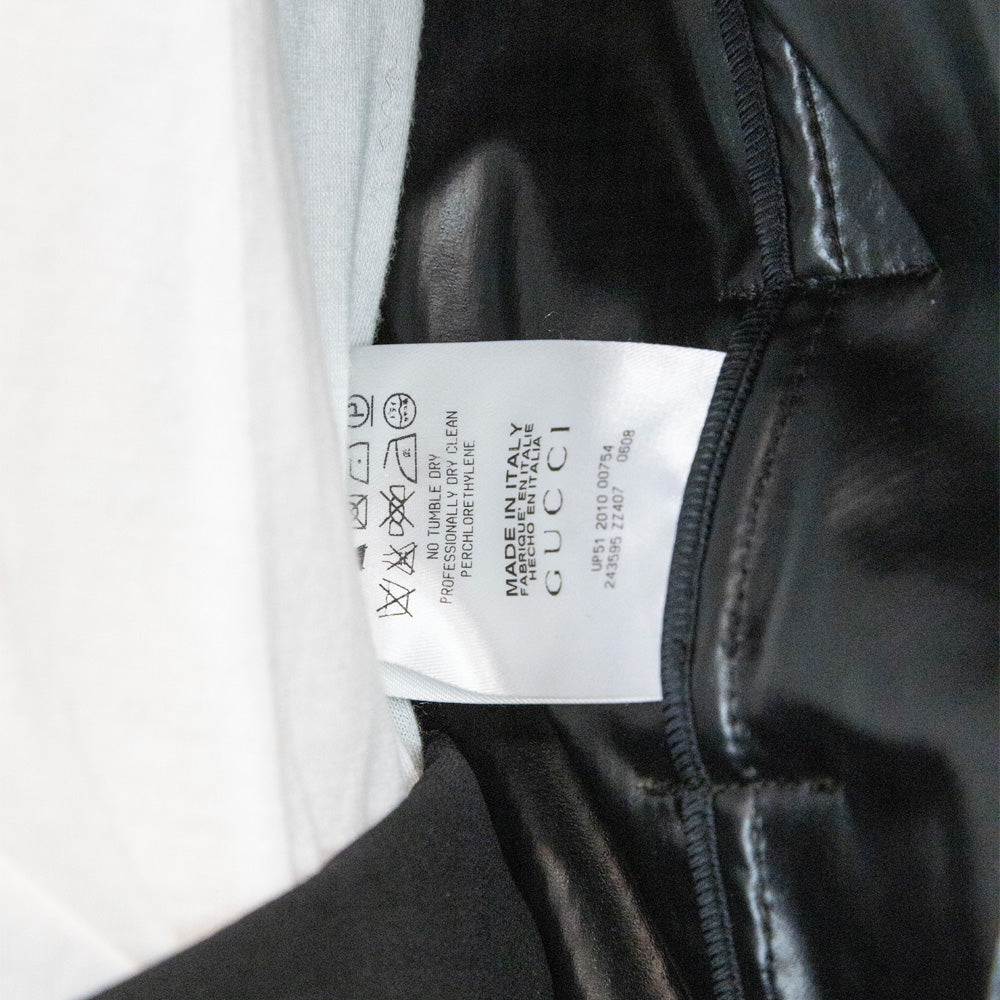 NO TUMBLE DRY
PROFESSIONALLY DRY CLEAN
PERCHLORETHYLENE
MADE IN ITALY
FABRIQUE' EN ITALIE
HECHO EN ITALIA
GUCCI
UP51 2010 00754
243595 ZZ407 0608